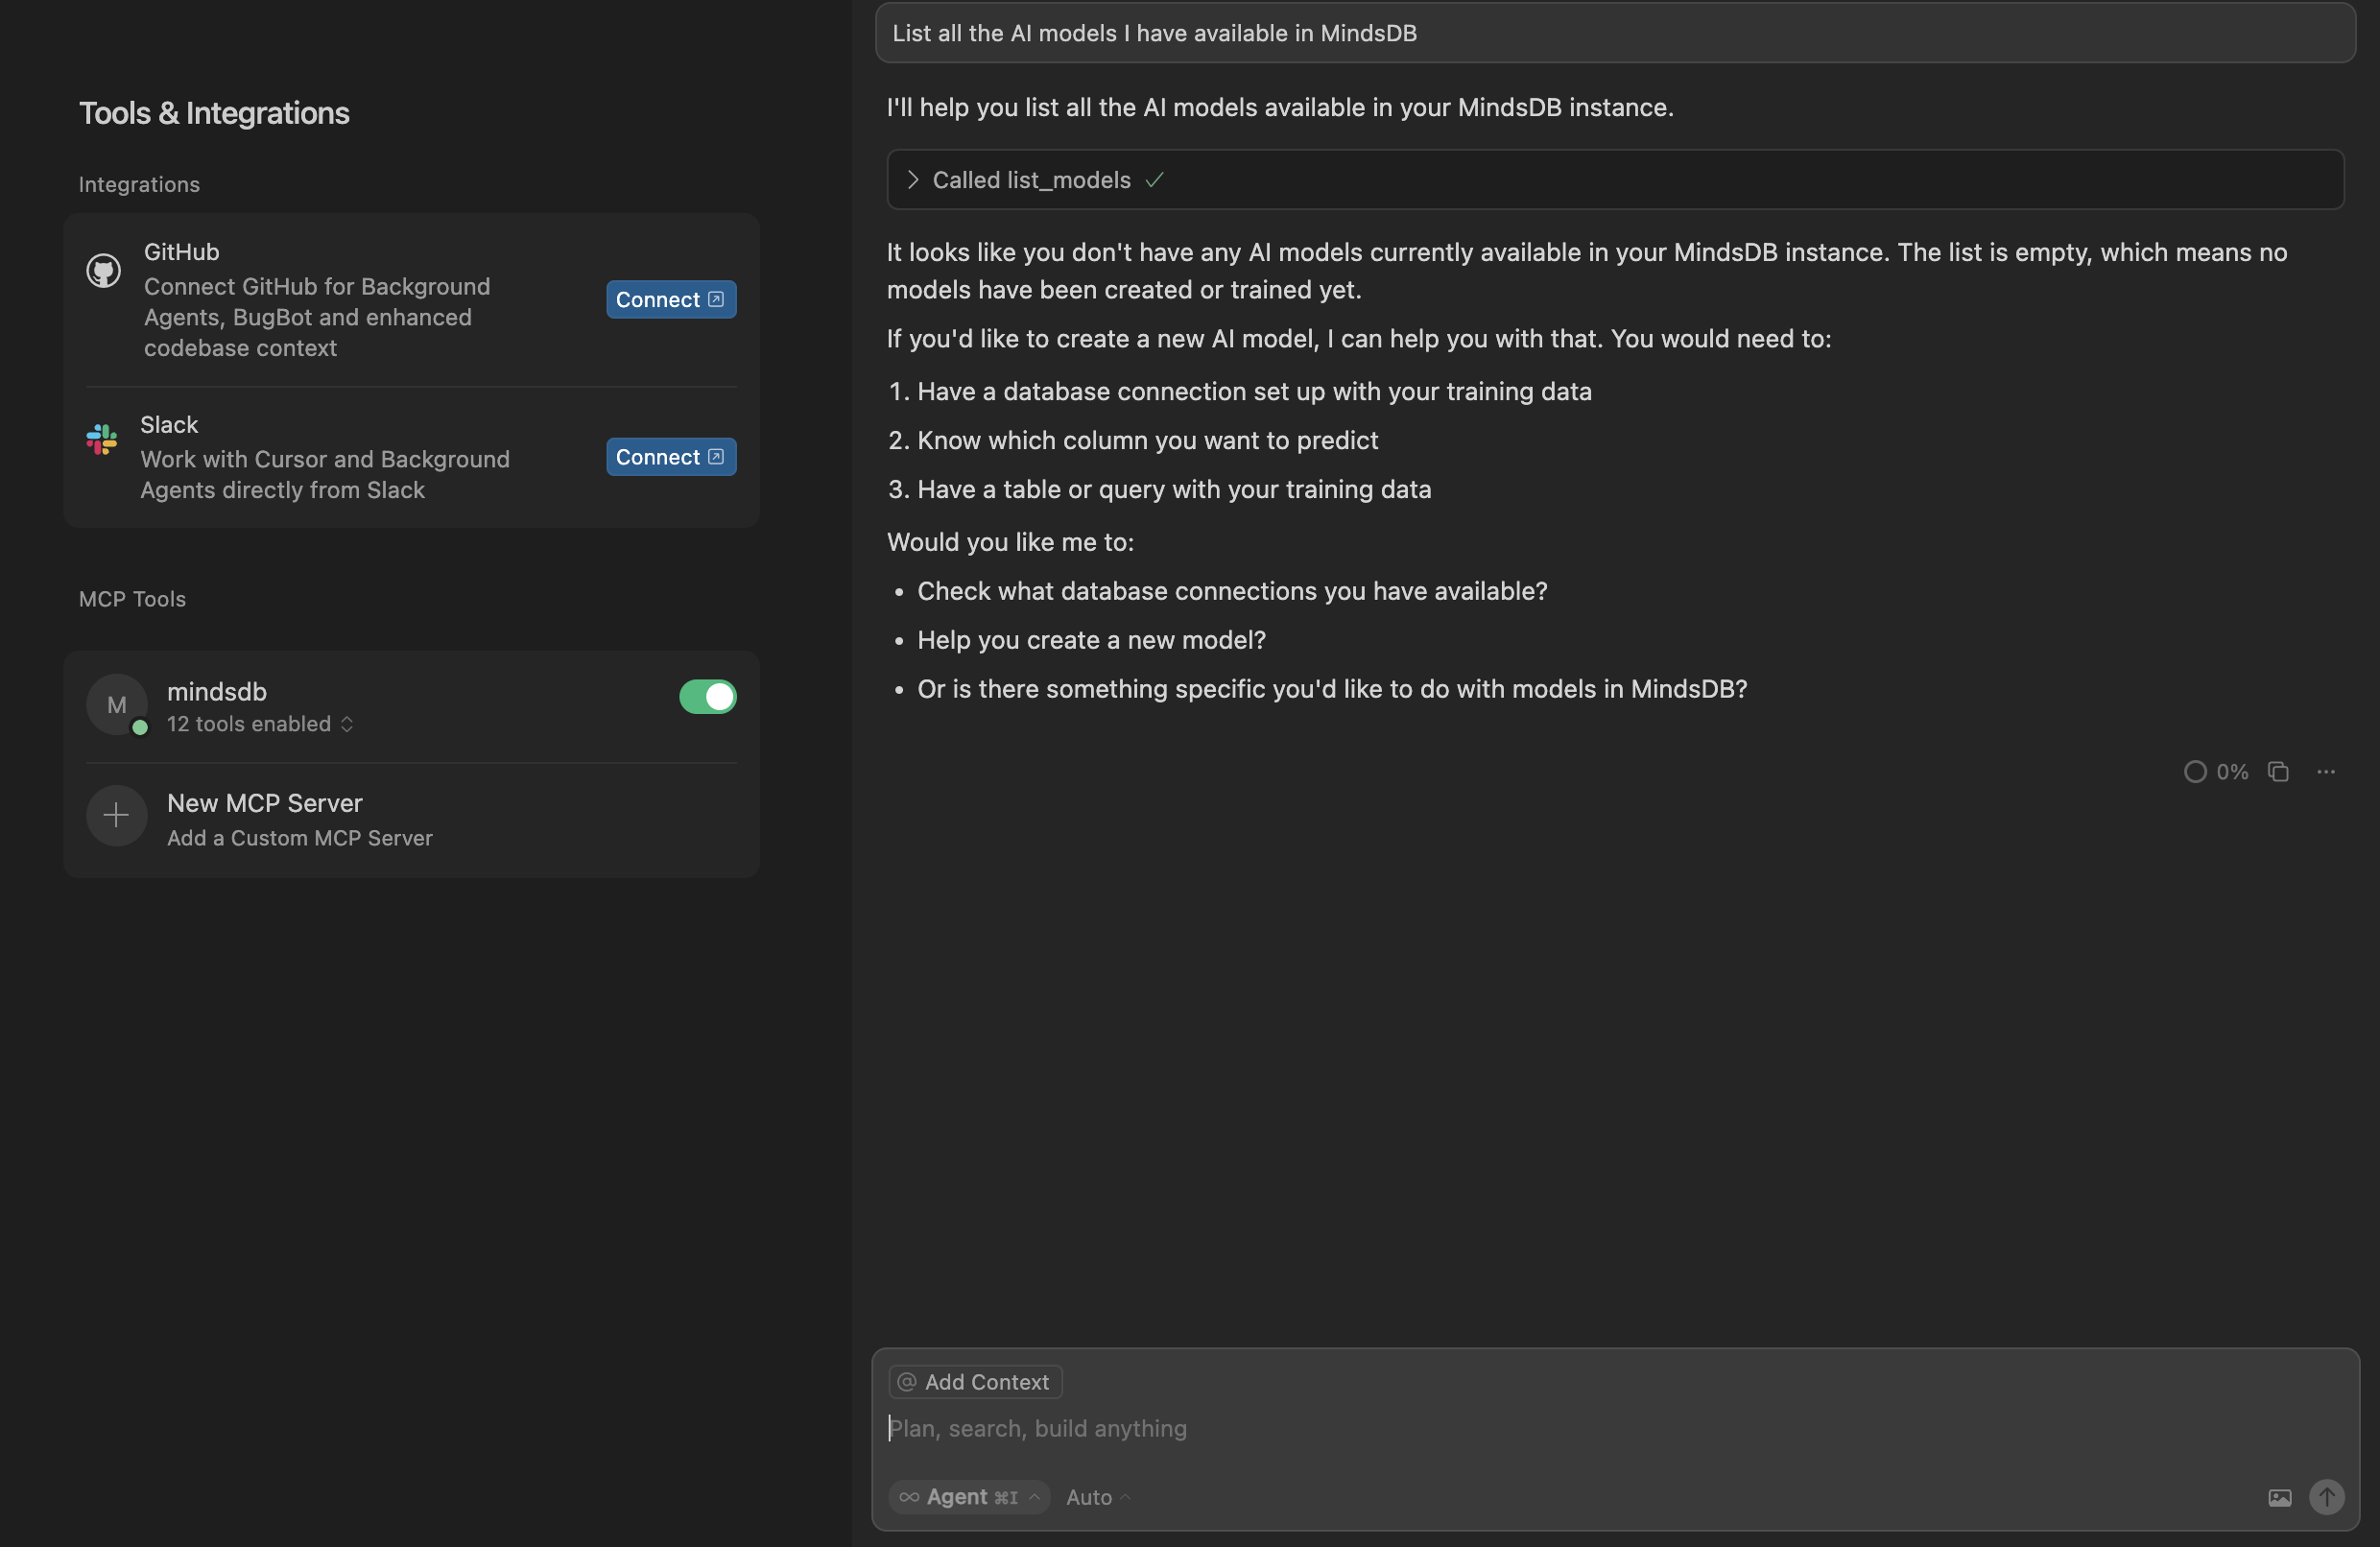 Tools & Integrations
Integrations
GitHub
Connect GitHub for Background
Agents, BugBot and enhanced
codebase context
Connect
Slack
Work with Cursor and Background
Agents directly from Slack
Connect
MCP Tools
M
mindsdb
12 tools enabled
New MCP Server
Add a Custom MCP Server
List all the AI models I have available in MindsDB
I'll help you list all the AI models available in your MindsDB instance.
Called list_models
It looks like you don't have any AI models currently available in your MindsDB instance. The list is empty, which means no
models have been created or trained yet.
If you'd like to create a new AI model, I can help you with that. You would need to:
1. Have a database connection set up with your training data
2. Know which column you want to predict
3. Have a table or query with your training data
Would you like me to:
• Check what database connections you have available?
• Help you create a new model?
• Or is there something specific you'd like to do with models in MindsDB?
0%
@ Add Context
Plan, search, build anything
∞ Agent ⌘I
Auto